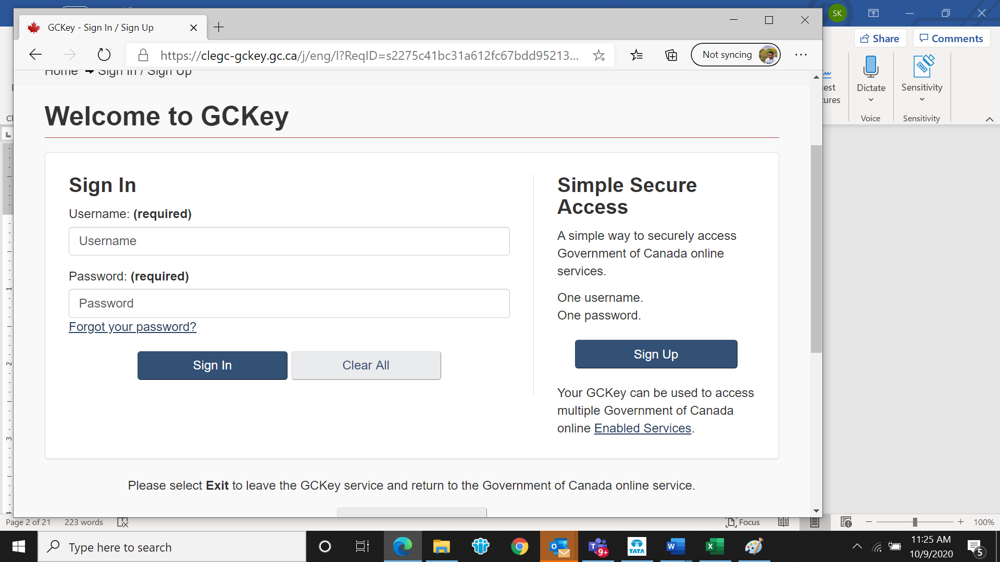 SK
GCKey - Sign In / Sign Up
Share
Comments
https://clegc-gckey.gc.ca/j/eng/l?ReqID=s2275c41bc31a612fc67bdd95213...
Not syncing
Home → Sign In / Sign Up
Dictate
Sensitivity
Voice
Sensitivity
Welcome to GCKey
Sign In
Username: (required)
Username
Password: (required)
Password
Forgot your password?
Sign In
Clear All
Simple Secure
Access
A simple way to securely access
Government of Canada online
services.
One username.
One password.
Sign Up
Your GCKey can be used to access
multiple Government of Canada
online Enabled Services.
Please select Exit to leave the GCKey service and return to the Government of Canada online service.
1
2
3
Page 2 of 21
223 words
Focus
100%
Type here to search
9+
TATA
11:25 AM
10/9/2020
5